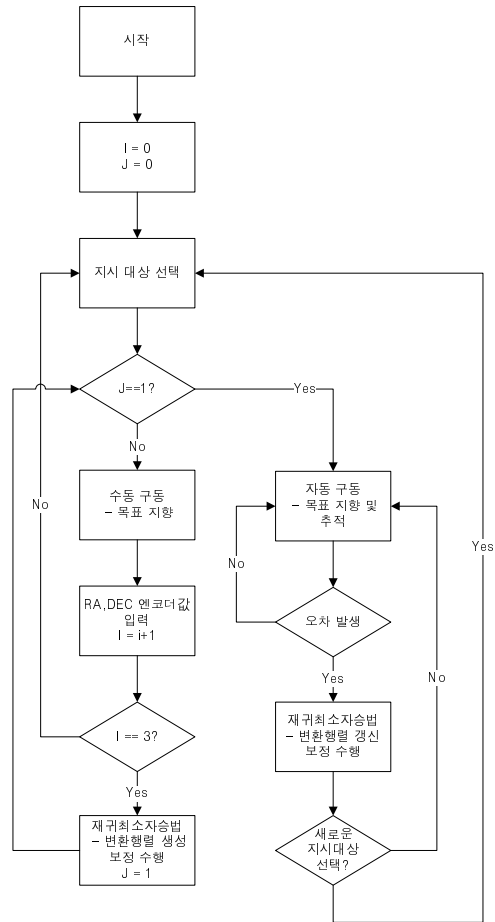 시작
I = 0
J = 0
지시 대상 선택
J==1?
Yes
No
수동 구동
– 목표 지향
자동 구동
– 목표 지향 및
추적
No
No
Yes
RA,DEC 엔코더값
입력
I = i+1
오차 발생
Yes
No
I == 3?
재귀최소자승법
– 변환행렬 갱신
보정 수행
Yes
재귀최소자승법
– 변환행렬 생성
보정 수행
J = 1
새로운
지시대상
선택?